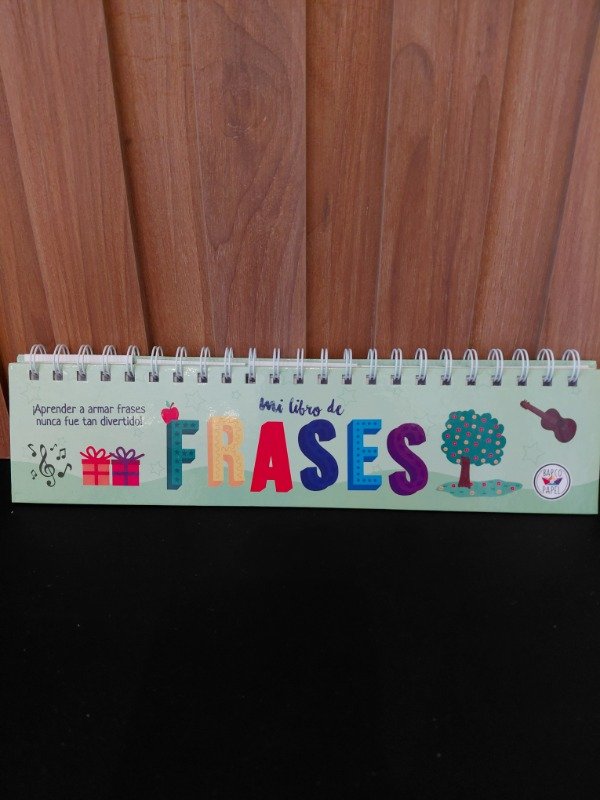 ¡Aprender a armar frases
nunca fue tan divertido!
mi libro de
FRASES
BARCO
PAPEL